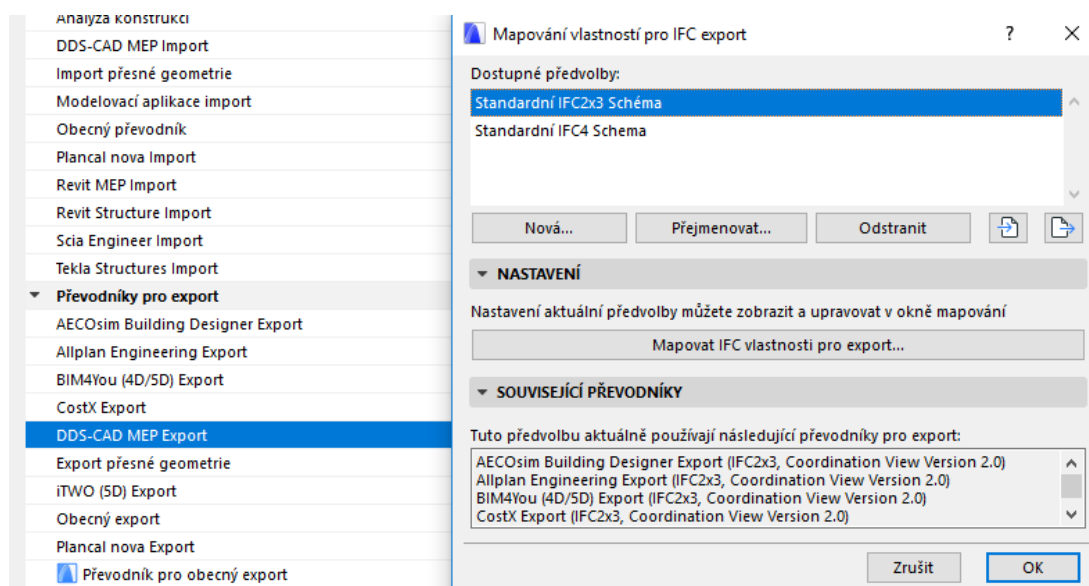 Analýza konstrukcí
DDS-CAD MEP Import
Import přesné geometrie
Modelovací aplikace import
Obecný převodník
Plancal nova Import
Revit MEP Import
Revit Structure Import
Scia Engineer Import
Tekla Structures Import
Převodníky pro export
AECOsim Building Designer Export
Allplan Engineering Export
BIM4You (4D/5D) Export
CostX Export
DDS-CAD MEP Export
Export přesné geometrie
iTWO (5D) Export
Obecný export
Plancal nova Export
Převodník pro obecný export
Mapování vlastností pro IFC export
?
Dostupné předvolby:
Standardní IFC2x3 Schéma
Standardní IFC4 Schema
Nová...
Přejmenovat...
Odstranit
NASTAVENÍ
Nastavení aktuální předvolby můžete zobrazit a upravovat v okně mapování
Mapovat IFC vlastnosti pro export...
SOUVISEJÍCÍ PŘEVODNÍKY
Tuto předvolbu aktuálně používají následující převodníky pro export:
AECOsim Building Designer Export (IFC2x3, Coordination View Version 2.0)
Allplan Engineering Export (IFC2x3, Coordination View Version 2.0)
BIM4You (4D/5D) Export (IFC2x3, Coordination View Version 2.0)
CostX Export (IFC2x3, Coordination View Version 2.0)
Zrušit
OK